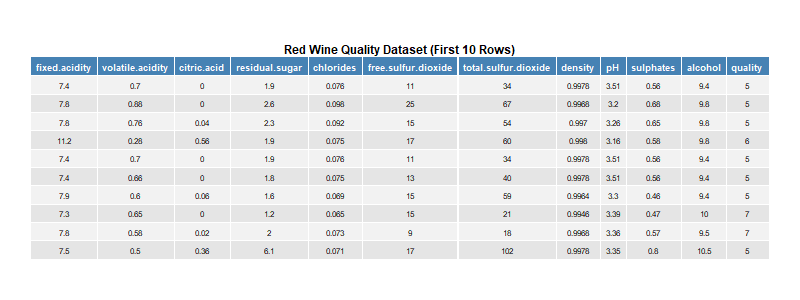 Red Wine Quality Dataset (First 10 Rows)
fixed.acidity volatile.acidity citric.acid residual.sugar chlorides free.sulfur.dioxide total.sulfur.dioxide density pH sulphates alcohol quality
7.4 0.7 0 1.9 0.076 11 34 0.9978 3.51 0.56 9.4 5
7.8 0.88 0 2.6 0.098 25 67 0.9968 3.2 0.68 9.8 5
7.8 0.76 0.04 2.3 0.092 15 54 0.997 3.26 0.65 9.8 5
11.2 0.28 0.56 1.9 0.075 17 60 0.998 3.16 0.58 9.8 6
7.4 0.7 0 1.9 0.076 11 34 0.9978 3.51 0.56 9.4 5
7.4 0.66 0 1.8 0.075 13 40 0.9978 3.51 0.56 9.4 5
7.9 0.6 0.06 1.6 0.069 15 59 0.9964 3.3 0.46 9.4 5
7.3 0.65 0 1.2 0.065 15 21 0.9946 3.39 0.47 10 7
7.8 0.58 0.02 2 0.073 9 18 0.9968 3.36 0.57 9.5 7
7.5 0.5 0.36 6.1 0.071 17 102 0.9978 3.35 0.8 10.5 5